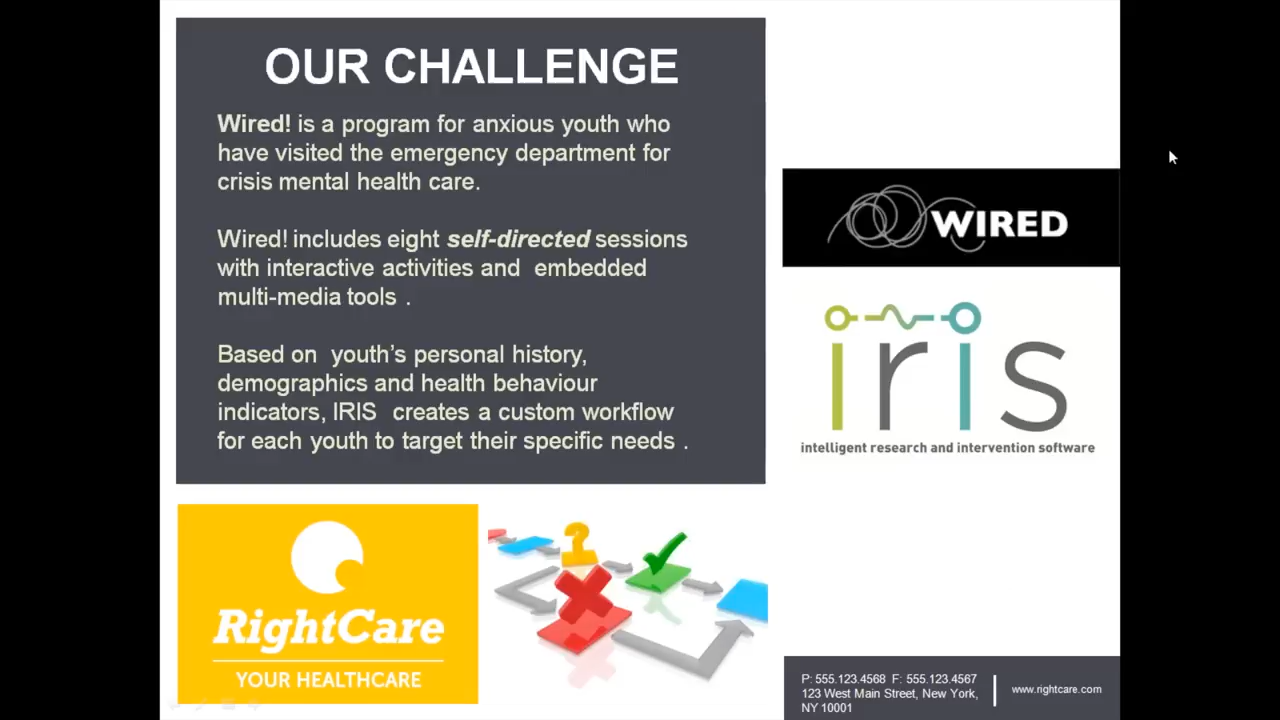 OUR CHALLENGE
Wired! is a program for anxious youth who
have visited the emergency department for
crisis mental health care.
Wired! includes eight self-directed sessions
with interactive activities and embedded
multi-media tools .
Based on youth's personal history,
demographics and health behaviour
indicators, IRIS creates a custom workflow
for each youth to target their specific needs .
WIRED
iris
intelligent research and intervention software
RightCare
YOUR HEALTHCARE
?
P: 555.123.4568 F: 555.123.4567
123 West Main Street, New York,
NY 10001
www.rightcare.com